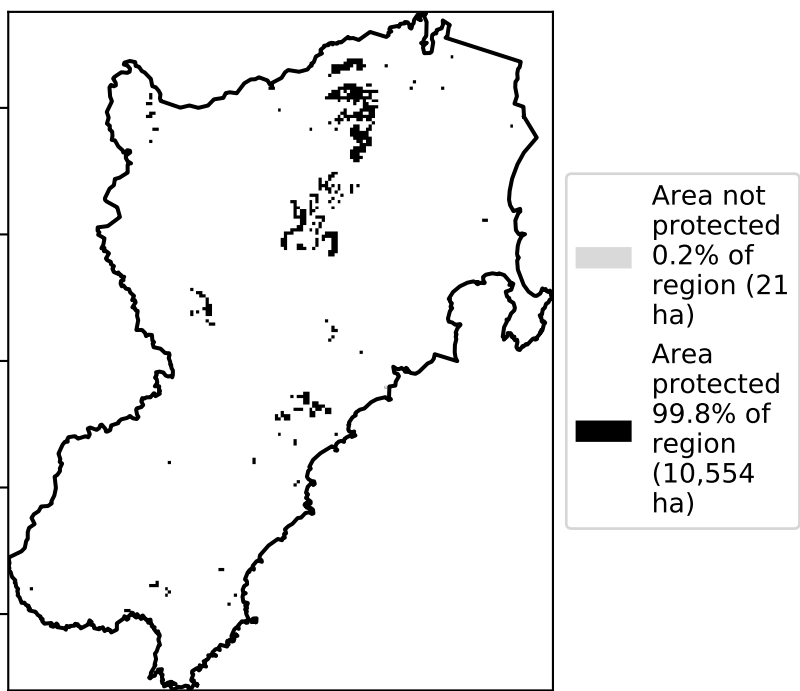 Area not
protected
0.2% of
region (21
ha)
Area
protected
99.8% of
region
(10,554
ha)